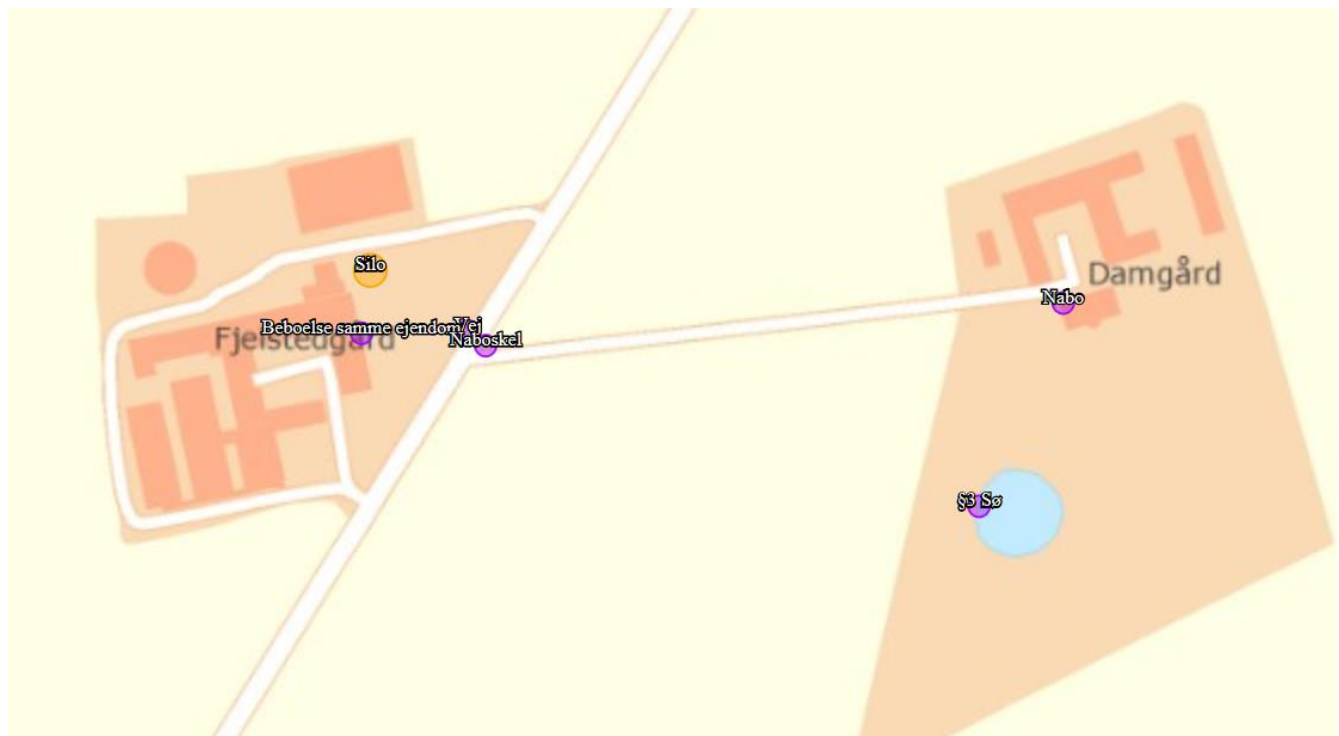 Silo
Damgård
Nabo
Beboelse samme ejendom
Vej
Fjelstedgård
Naboskel
§3 Sø